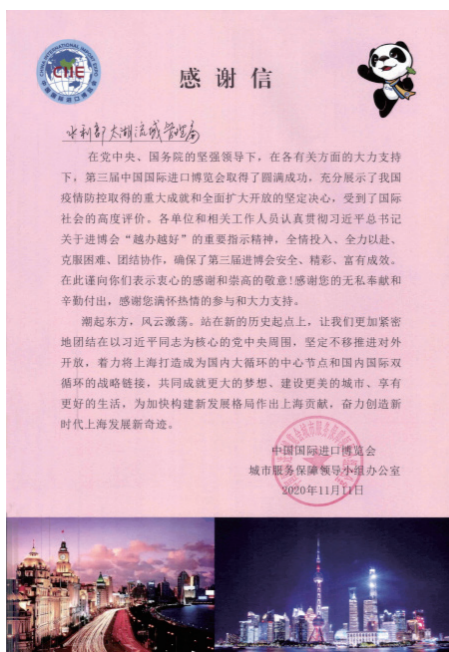 CHINA INTERNATIONAL IMPORT EXPO
CIIE
中国国际进口博览会
感谢信
水利部太湖流域管理局
在党中央、国务院的坚强领导下，在各有关方面的大力支持
下，第三届中国国际进口博览会取得了圆满成功，充分展示了我国
疫情防控取得的重大成就和全面扩大开放的坚定决心，受到了国际
社会的高度评价。各单位和相关工作人员认真贯彻习近平总书记
关于进博会“越办越好”的重要指示精神，全情投入、全力以赴、
克服困难、团结协作，确保了第三届进博会安全、精彩、富有成效。
在此谨向你们表示衷心的感谢和崇高的敬意!感谢您的无私奉献和
辛勤付出，感谢您满怀热情的参与和大力支持。
潮起东方，风云激荡。站在新的历史起点上，让我们更加紧密
地团结在以习近平同志为核心的党中央周围，坚定不移推进对外
开放，着力将上海打造成为国内大循环的中心节点和国内国际双
循环的战略链接，共同成就更大的梦想、建设更美的城市、享有
更好的生活，为加快构建新发展格局作出上海贡献，奋力创造新
时代上海发展新奇迹。
中国国际进口博览会
城市服务保障领导小组办公室
2020年11月11日